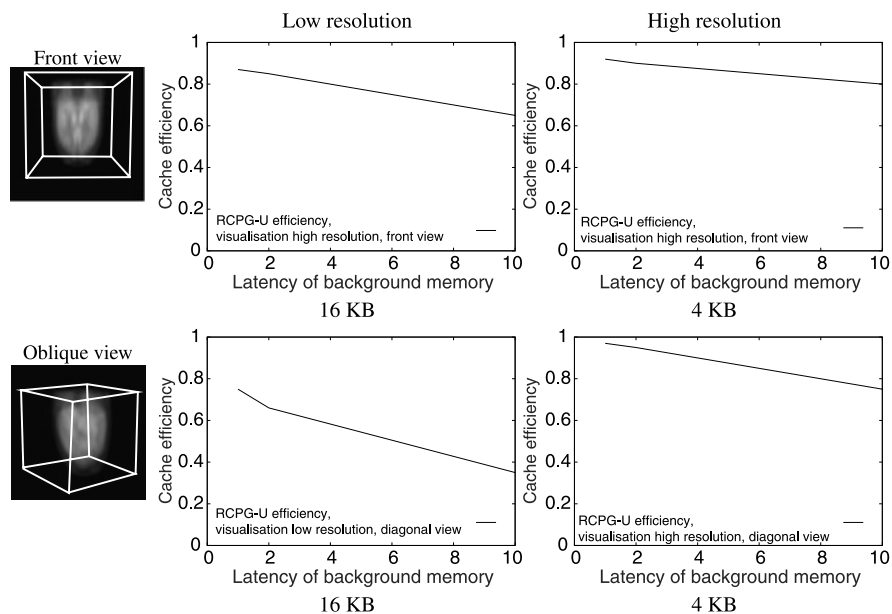 Low resolution
High resolution
Front view
Cache efficiency
1
0.8
0.6
0.4
0.2
0
RCPG-U efficiency,
visualisation high resolution, front view
0 2 4 6 8 10
Latency of background memory
16 KB
Cache efficiency
1
0.8
0.6
0.4
0.2
0
RCPG-U efficiency,
visualisation high resolution, front view
0 2 4 6 8 10
Latency of background memory
4 KB
Oblique view
Cache efficiency
1
0.8
0.6
0.4
0.2
0
RCPG-U efficiency,
visualisation low resolution, diagonal view
0 2 4 6 8 10
Latency of background memory
16 KB
Cache efficiency
1
0.8
0.6
0.4
0.2
0
RCPG-U efficiency,
visualisation high resolution, diagonal view
0 2 4 6 8 10
Latency of background memory
4 KB